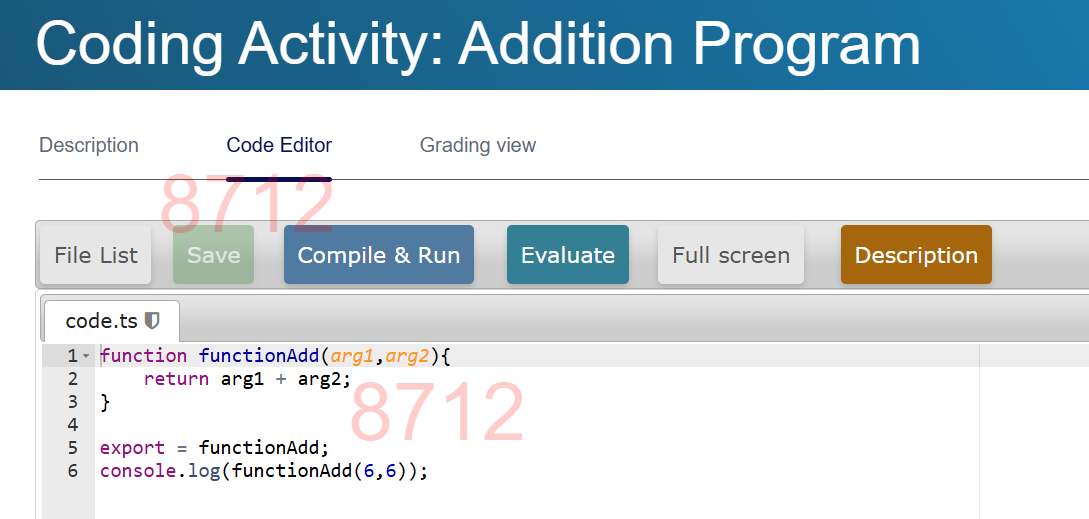 Coding Activity: Addition Program
Description Code Editor Grading view
8712
File List Save Compile & Run Evaluate Full screen Description
code.ts
1 function functionAdd(arg1,arg2){
2 return arg1 + arg2;
3 }
8712
4
5 export = functionAdd;
6 console.log(functionAdd(6,6));